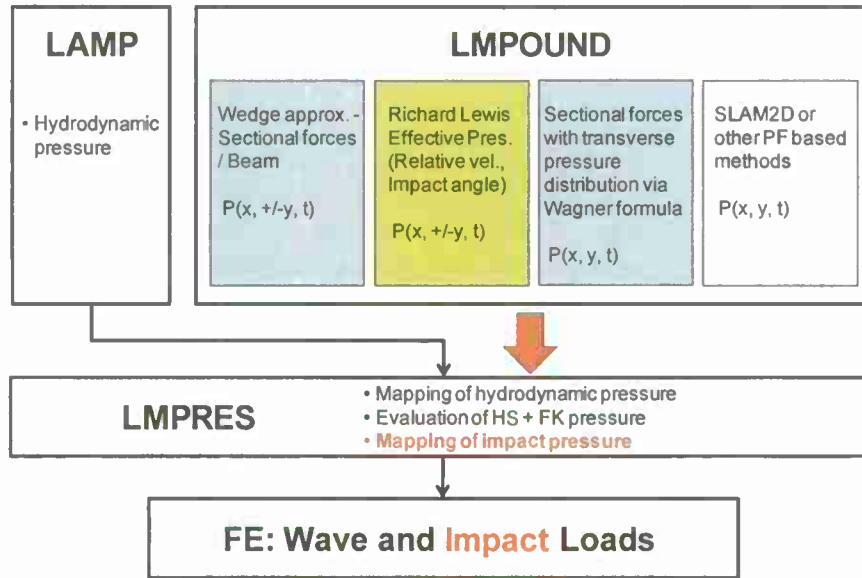 LAMP
• Hydrodynamic
pressure
LMPOUND
Wedge approx. -
Sectional forces
/ Beam
P(x, +/-y, t)
Richard Lewis
Effective Pres.
(Relative vel.,
Impact angle)
P(x, +/-y, t)
Sectional forces
with transverse
pressure
distribution via
Wagner formula
P(x, y, t)
SLAM2D or
other PF based
methods
P(x, y, t)
LMPRES
• Mapping of hydrodynamic pressure
• Evaluation of HS + FK pressure
• Mapping of impact pressure
FE: Wave and Impact Loads